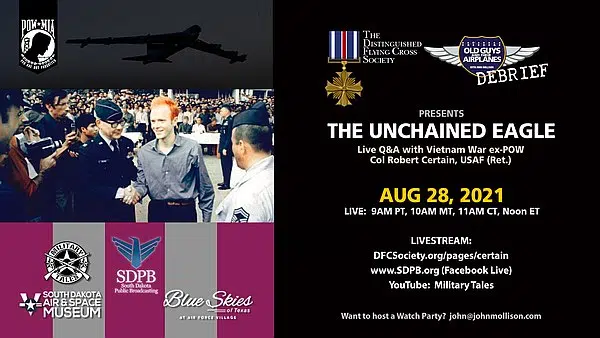 POW★MIA
YOU ARE NOT FORGOTTEN
THE
DISTINGUISHED
FLYING CROSS
SOCIETY
OLD GUYS
AND THEIR
AIRPLANES
DEBRIEF
PRESENTS
THE UNCHAINED EAGLE
Live Q&A with Vietnam War ex-POW
Col Robert Certain, USAF (Ret.)
AUG 28, 2021
LIVE: 9AM PT, 10AM MT, 11AM CT, Noon ET
LIVESTREAM:
DFCSociety.org/pages/certain
www.SDPB.org (Facebook Live)
YouTube: Military Tales
Want to host a Watch Party? john@johnmollison.com
MILITARY
TALES
SOUTH DAKOTA
AIR & SPACE
MUSEUM
SDPB
South Dakota
Public Broadcasting
Blue Skies
of Texas
AT AIR FORCE VILLAGE